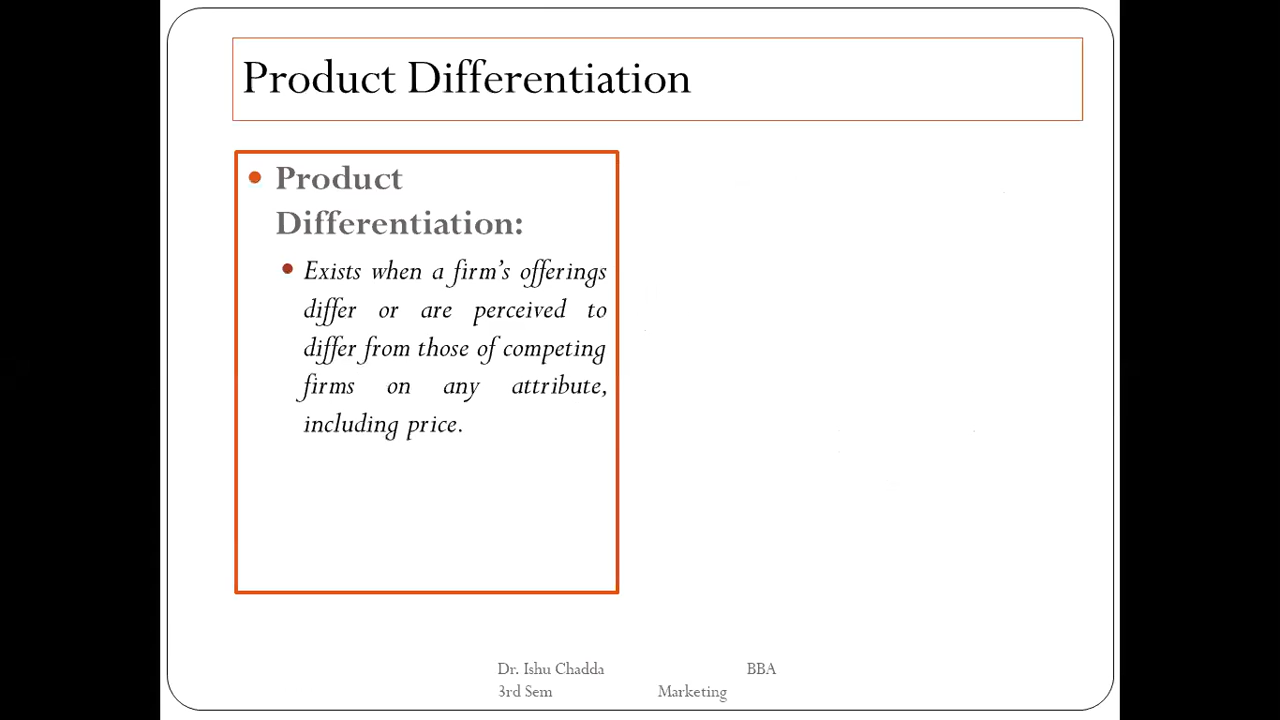 Product Differentiation
Product
Differentiation:
Exists when a firm’s offerings
differ or are perceived to
differ from those of competing
firms on any attribute,
including price.
Dr. Ishu Chadda BBA
3rd Sem Marketing